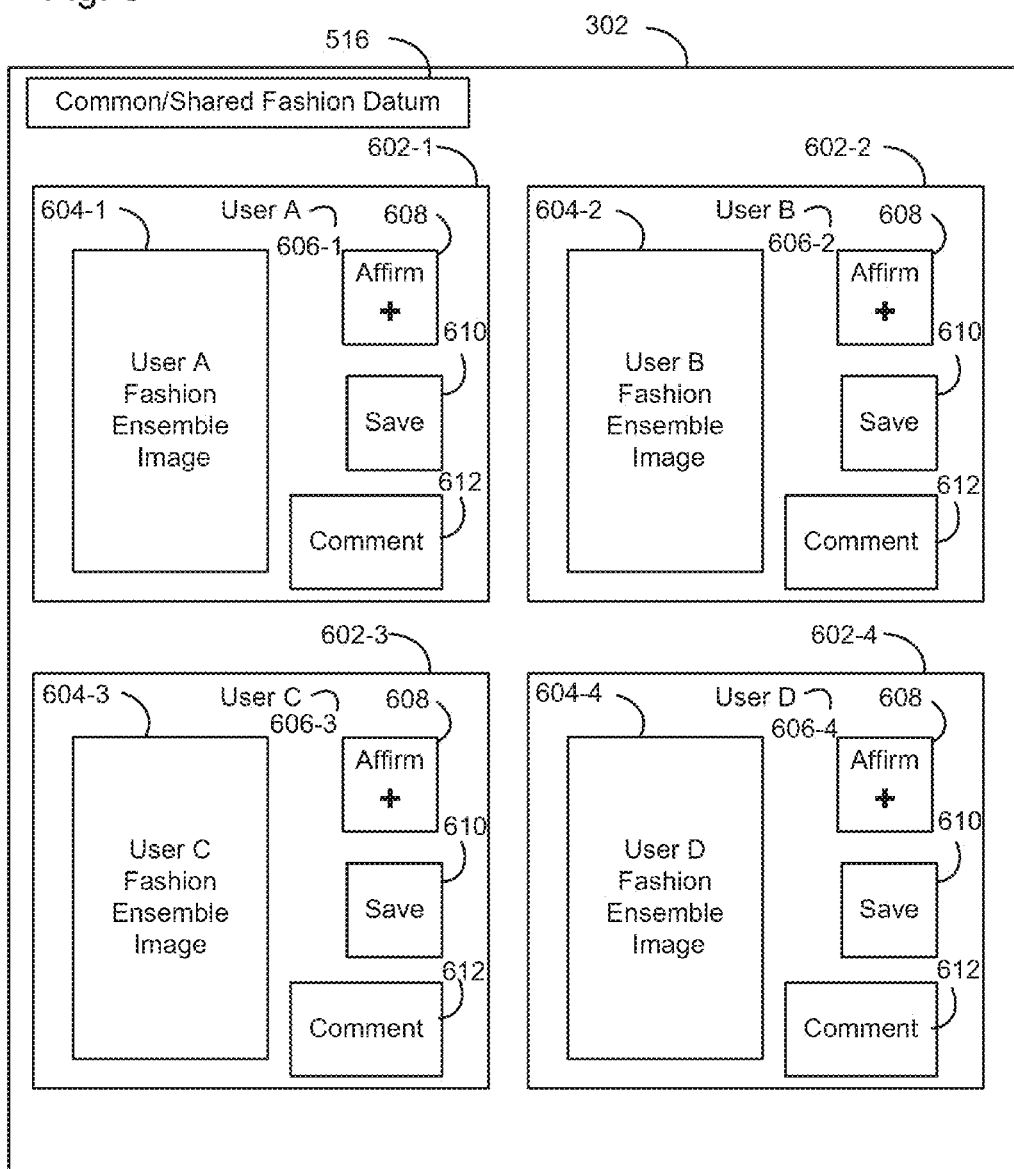 516
302
Common/Shared Fashion Datum
602-1
602-2
604-1
User A
608
606-1
Affirm
+
User A
Fashion
Ensemble
Image
610
Save
612
Comment
604-2
User B
608
606-2
Affirm
+
User B
Fashion
Ensemble
Image
610
Save
612
Comment
602-3
602-4
604-3
User C
608
606-3
Affirm
+
User C
Fashion
Ensemble
Image
610
Save
612
Comment
604-4
User D
608
606-4
Affirm
+
User D
Fashion
Ensemble
Image
610
Save
612
Comment